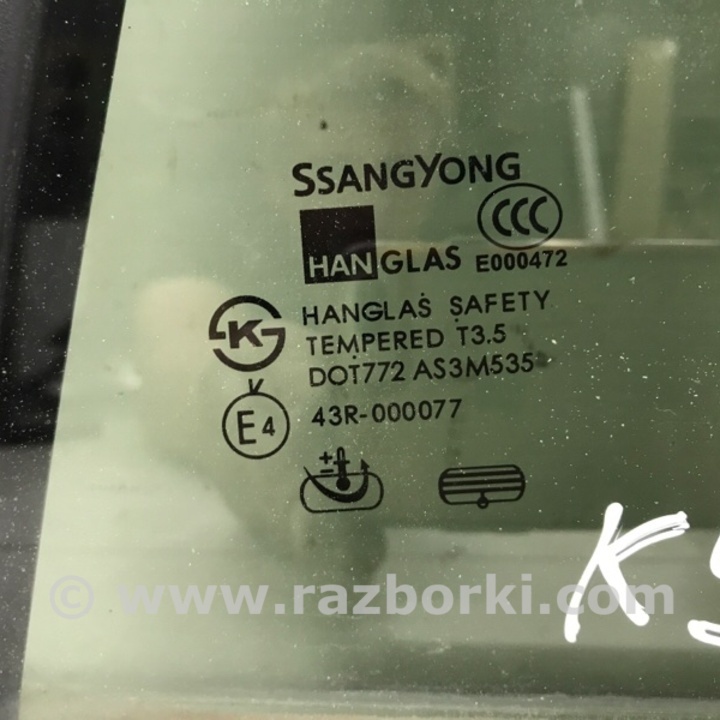 SSANGYONG
CCC
HANGLAS E000472
K
HANGLAS SAFETY
TEMPERED T3.5
DOT772 AS3M535
V
E4 43R-000077
+
-
© www.razborki.com